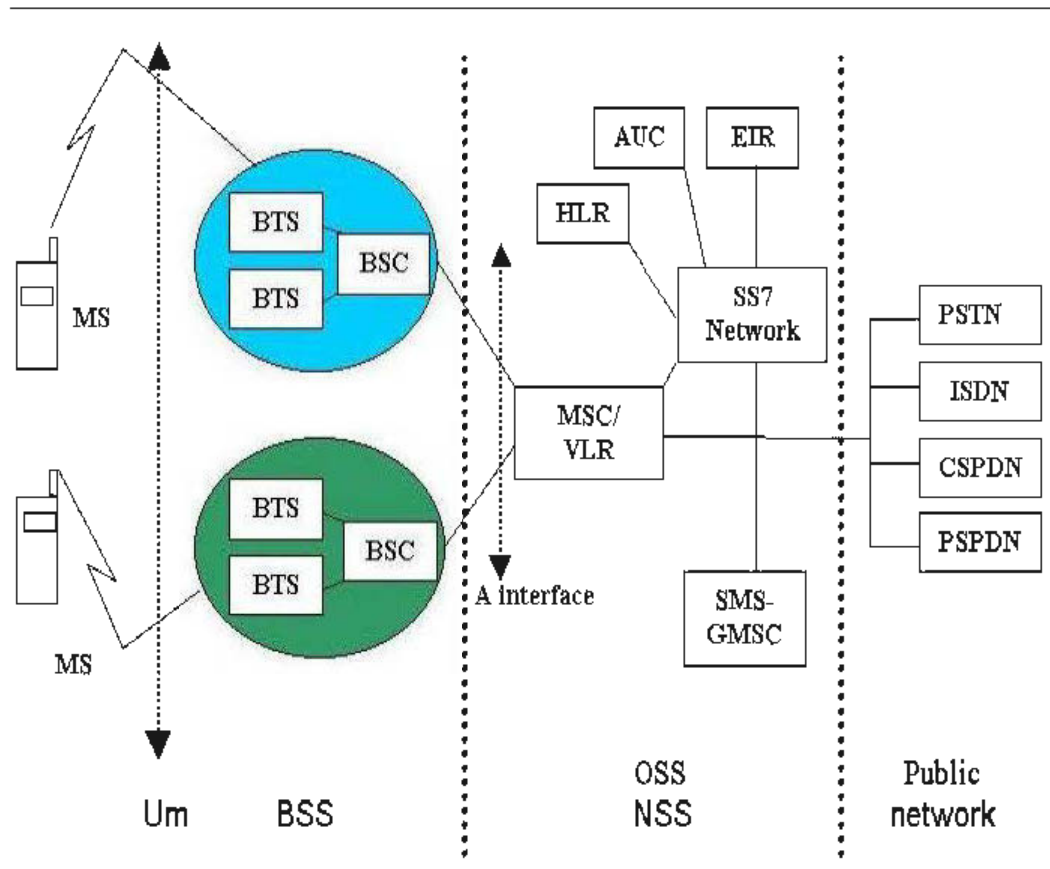 AUC
EIR
HLR
BTS
BTS
BSC
SS7
Network
MS
PSTN
ISDN
CSPDN
PSPDN
MSC/
VLR
BTS
BTS
BSC
A interface
SMS-
GMSC
MS
Um
BSS
OSS
NSS
Public
network